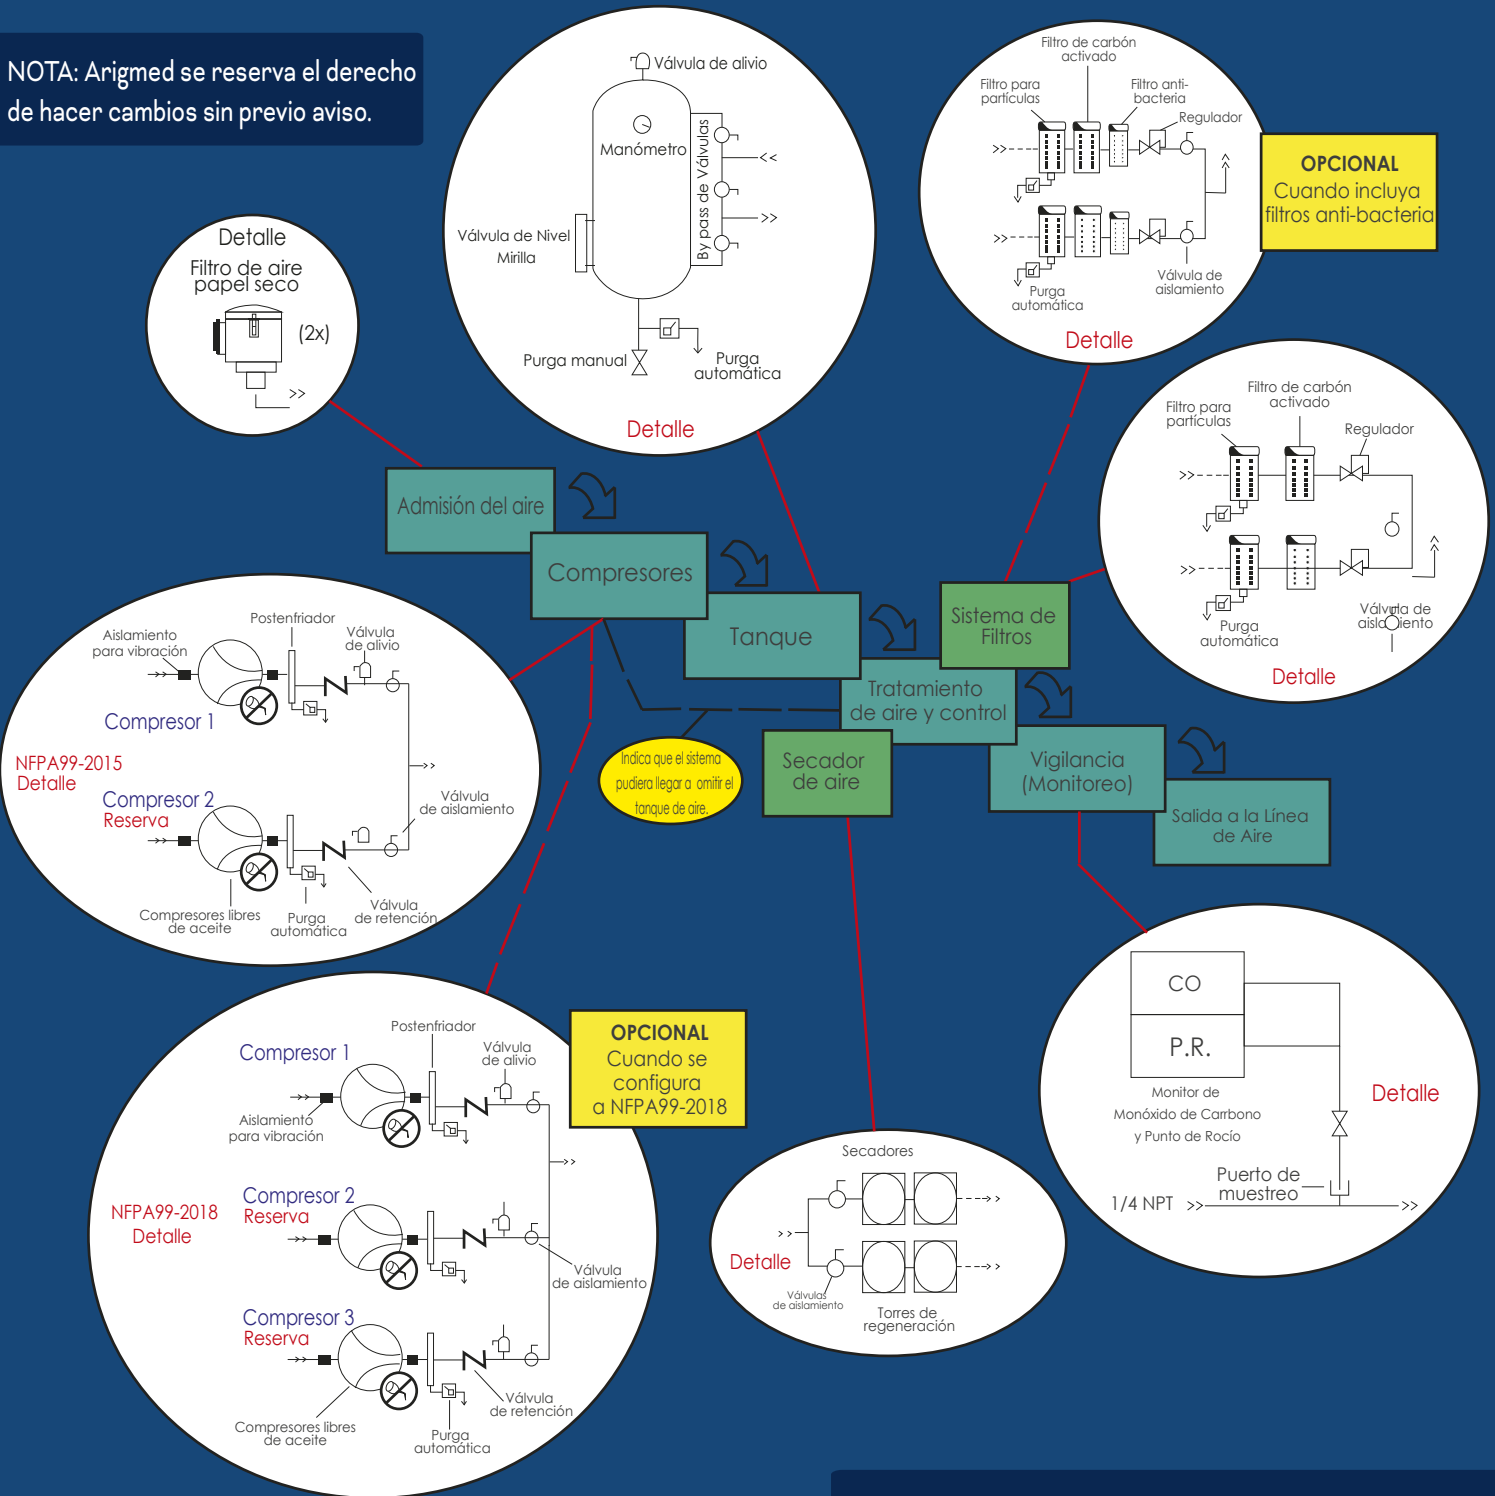 NOTA: Arigmed se reserva el derecho
de hacer cambios sin previo aviso.
Detalle
Filtro de aire
papel seco
(2x)
Válvula de alivio
Manómetro
By pass de Válvulas
<<
>>
Válvula de Nivel
Mirilla
Purga manual
Purga
automática
Detalle
Filtro de carbón
activado
Filtro para
partículas
Filtro anti-
bacteria
Regulador
Purga
automática
Válvula de
aislamiento
Detalle
OPCIONAL
Cuando incluya
filtros anti-bacteria
Filtro de carbón
activado
Filtro para
partículas
Regulador
Purga
automática
Válvula de
aislamiento
Detalle
Admisión del aire
Compresores
Tanque
Sistema de
Filtros
Tratamiento
de aire y control
Secador
de aire
Vigilancia
(Monitoreo)
Salida a la Línea
de Aire
Indica que el sistema
pudiera llegar a omitir el
tanque de aire.
Postenfriador
Aislamiento
para vibración
Válvula
de alivio
Compresor 1
NFPA99-2015
Detalle
Compresor 2
Reserva
Válvula
de aislamiento
Compresores libres
de aceite
Purga
automática
Válvula
de retención
Postenfriador
Compresor 1
Válvula
de alivio
Aislamiento
para vibración
OPCIONAL
Cuando se
configura
a NFPA99-2018
NFPA99-2018
Detalle
Compresor 2
Reserva
Válvula
de aislamiento
Compresor 3
Reserva
Válvula
de retención
Compresores libres
de aceite
Purga
automática
Secadores
Detalle
Válvulas
de aislamiento
Torres de
regeneración
CO
P.R.
Monitor de
Monóxido de Carrbono
y Punto de Rocío
Detalle
Puerto de
muestreo
1/4 NPT